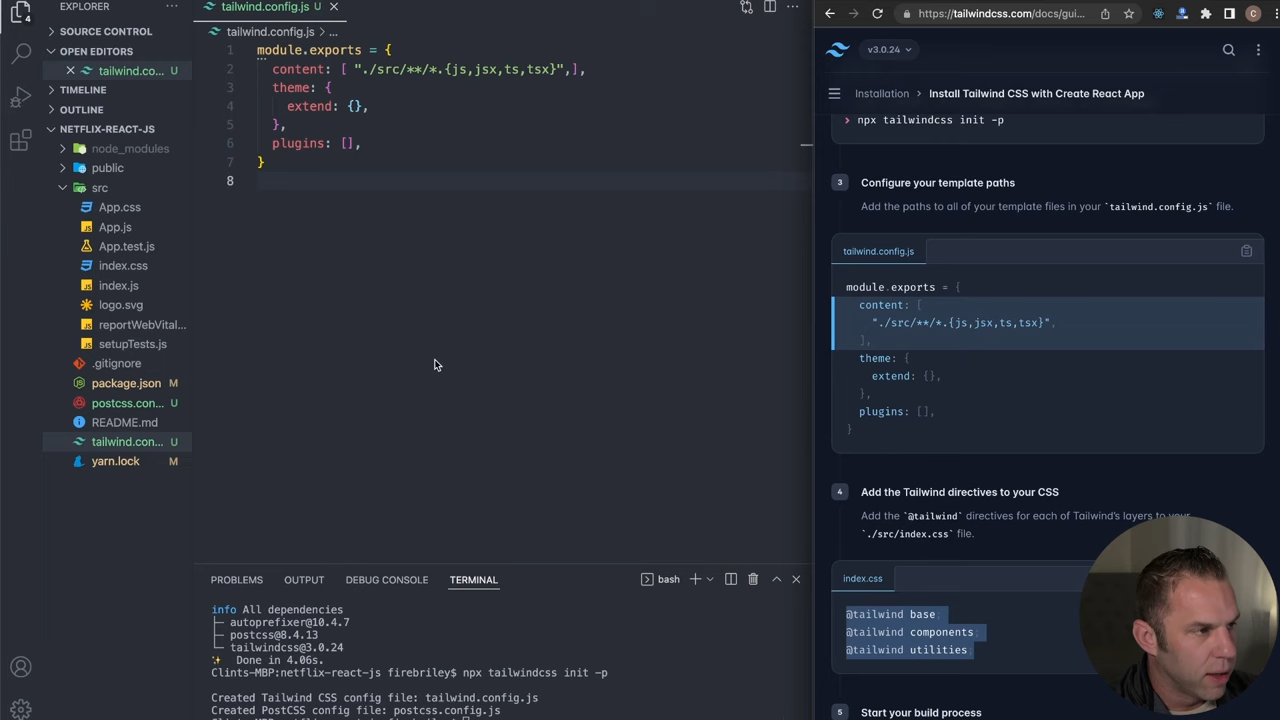 4
EXPLORER
SOURCE CONTROL
OPEN EDITORS
tailwind.co... U
TIMELINE
OUTLINE
NETFLIX-REACT-JS
node_modules
public
src
App.css
App.js
App.test.js
index.css
index.js
logo.svg
reportWebVital...
setupTests.js
.gitignore
package.json M
postcss.con... U
README.md
tailwind.con... U
yarn.lock M
tailwind.config.js U
tailwind.config.js > ...
1 module.exports = {
2 content: [ "./src/**/*.{js,jsx,ts,tsx}",],
3 theme: {
4 extend: {},
5 },
6 plugins: [],
7 }
8
PROBLEMS OUTPUT DEBUG CONSOLE TERMINAL bash
info All dependencies
├─ autoprefixer@10.4.7
├─ postcss@8.4.13
└─ tailwindcss@3.0.24
✨ Done in 4.06s.
Clints-MBP:netflix-react-js firebriley$ npx tailwindcss init -p
Created Tailwind CSS config file: tailwind.config.js
Created PostCSS config file: postcss.config.js
https://tailwindcss.com/docs/gui...
C
v3.0.24
Installation > Install Tailwind CSS with Create React App
> npx tailwindcss init -p
3 Configure your template paths
Add the paths to all of your template files in your `tailwind.config.js` file.
tailwind.config.js
module.exports = {
content: [
"./src/**/*.{js,jsx,ts,tsx}",
],
theme: {
extend: {},
},
plugins: [],
}
4 Add the Tailwind directives to your CSS
Add the `@tailwind` directives for each of Tailwind's layers to your
`./src/index.css` file.
index.css
@tailwind base;
@tailwind components;
@tailwind utilities;
5 Start your build process